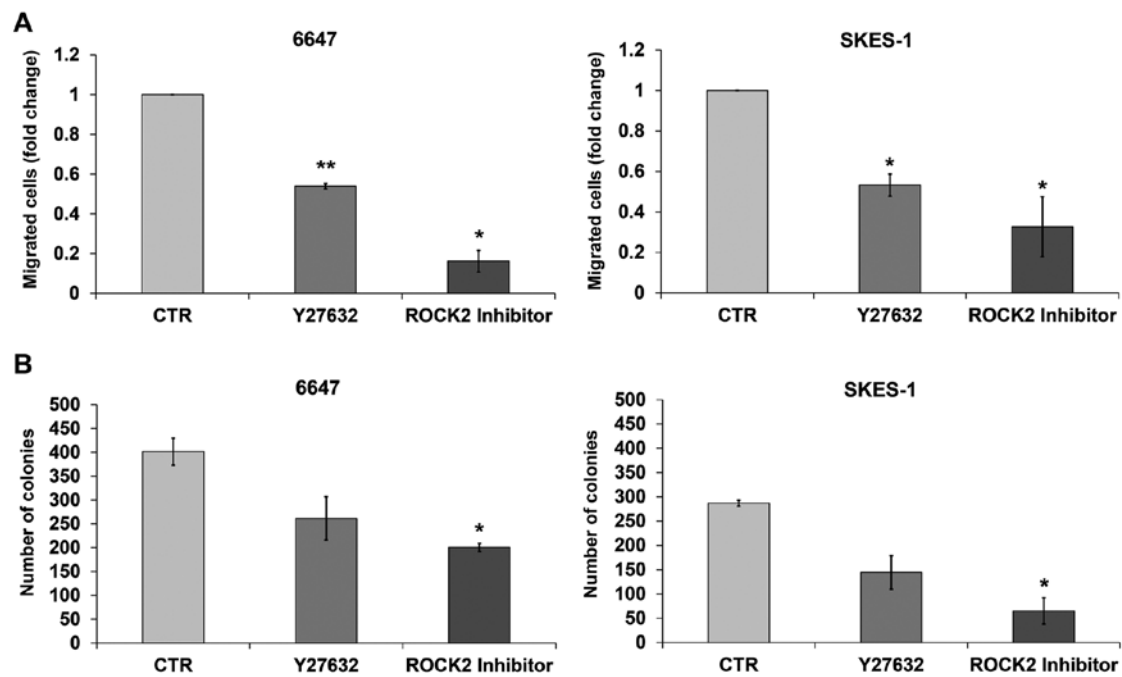 A
6647
Migrated cells (fold change)
1.2
1
0.8
0.6
0.4
0.2
0
**
*
CTR
Y27632
ROCK2 Inhibitor
SKES-1
Migrated cells (fold change)
1.2
1
0.8
0.6
0.4
0.2
0
*
*
CTR
Y27632
ROCK2 Inhibitor
B
6647
Number of colonies
500
450
400
350
300
250
200
150
100
50
0
*
CTR
Y27632
ROCK2 Inhibitor
SKES-1
Number of colonies
500
450
400
350
300
250
200
150
100
50
0
*
CTR
Y27632
ROCK2 Inhibitor